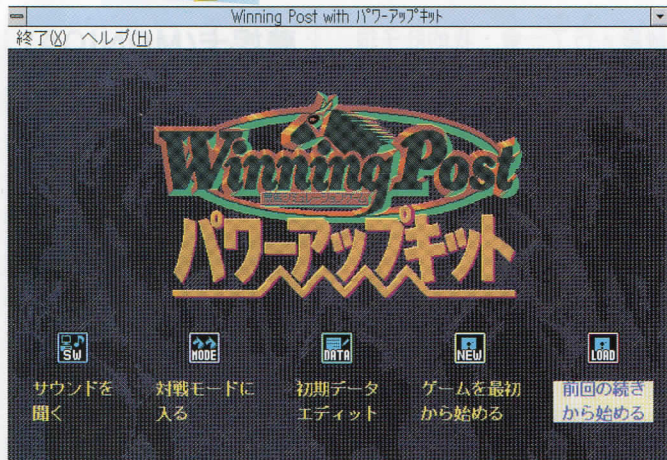 Winning Post with パワーアップキット
終了(X) ヘルプ(H)
Winning Post
パワーアップキット
SW
MODE
DATA
NEW
LOAD
サウンドを
聞く
対戦モードに
入る
初期データ
エディット
ゲームを最初
から始める
前回の続き
から始める